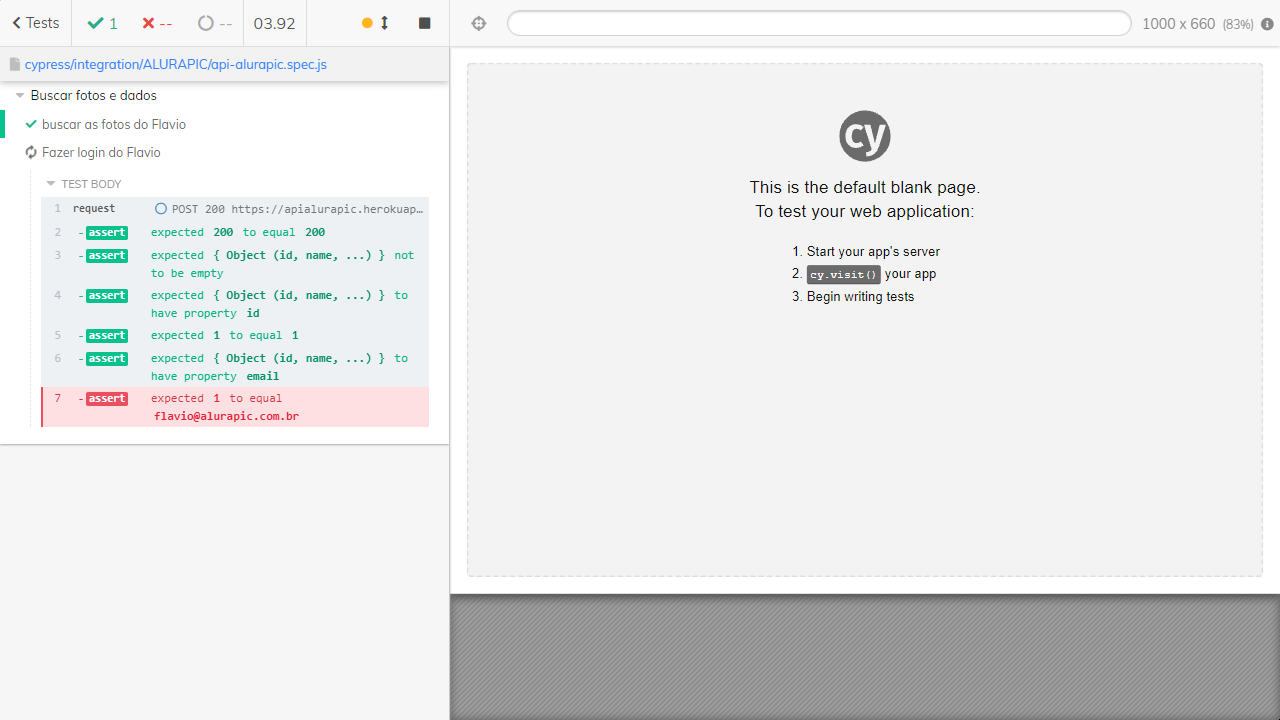 Tests 1 -- -- 03.92 1000 x 660 (83%)
cypress/integration/ALURAPIC/api-alurapic.spec.js
Buscar fotos e dados
buscar as fotos do Flavio
Fazer login do Flavio
TEST BODY
1 request POST 200 https://apialurapic.herokuap…
2 -assert expected 200 to equal 200
3 -assert expected { Object (id, name, ...) } not
to be empty
4 -assert expected { Object (id, name, ...) } to
have property id
5 -assert expected 1 to equal 1
6 -assert expected { Object (id, name, ...) } to
have property email
7 -assert expected 1 to equal
flavio@alurapic.com.br
cy
This is the default blank page.
To test your web application:
1. Start your app's server
2. cy.visit() your app
3. Begin writing tests